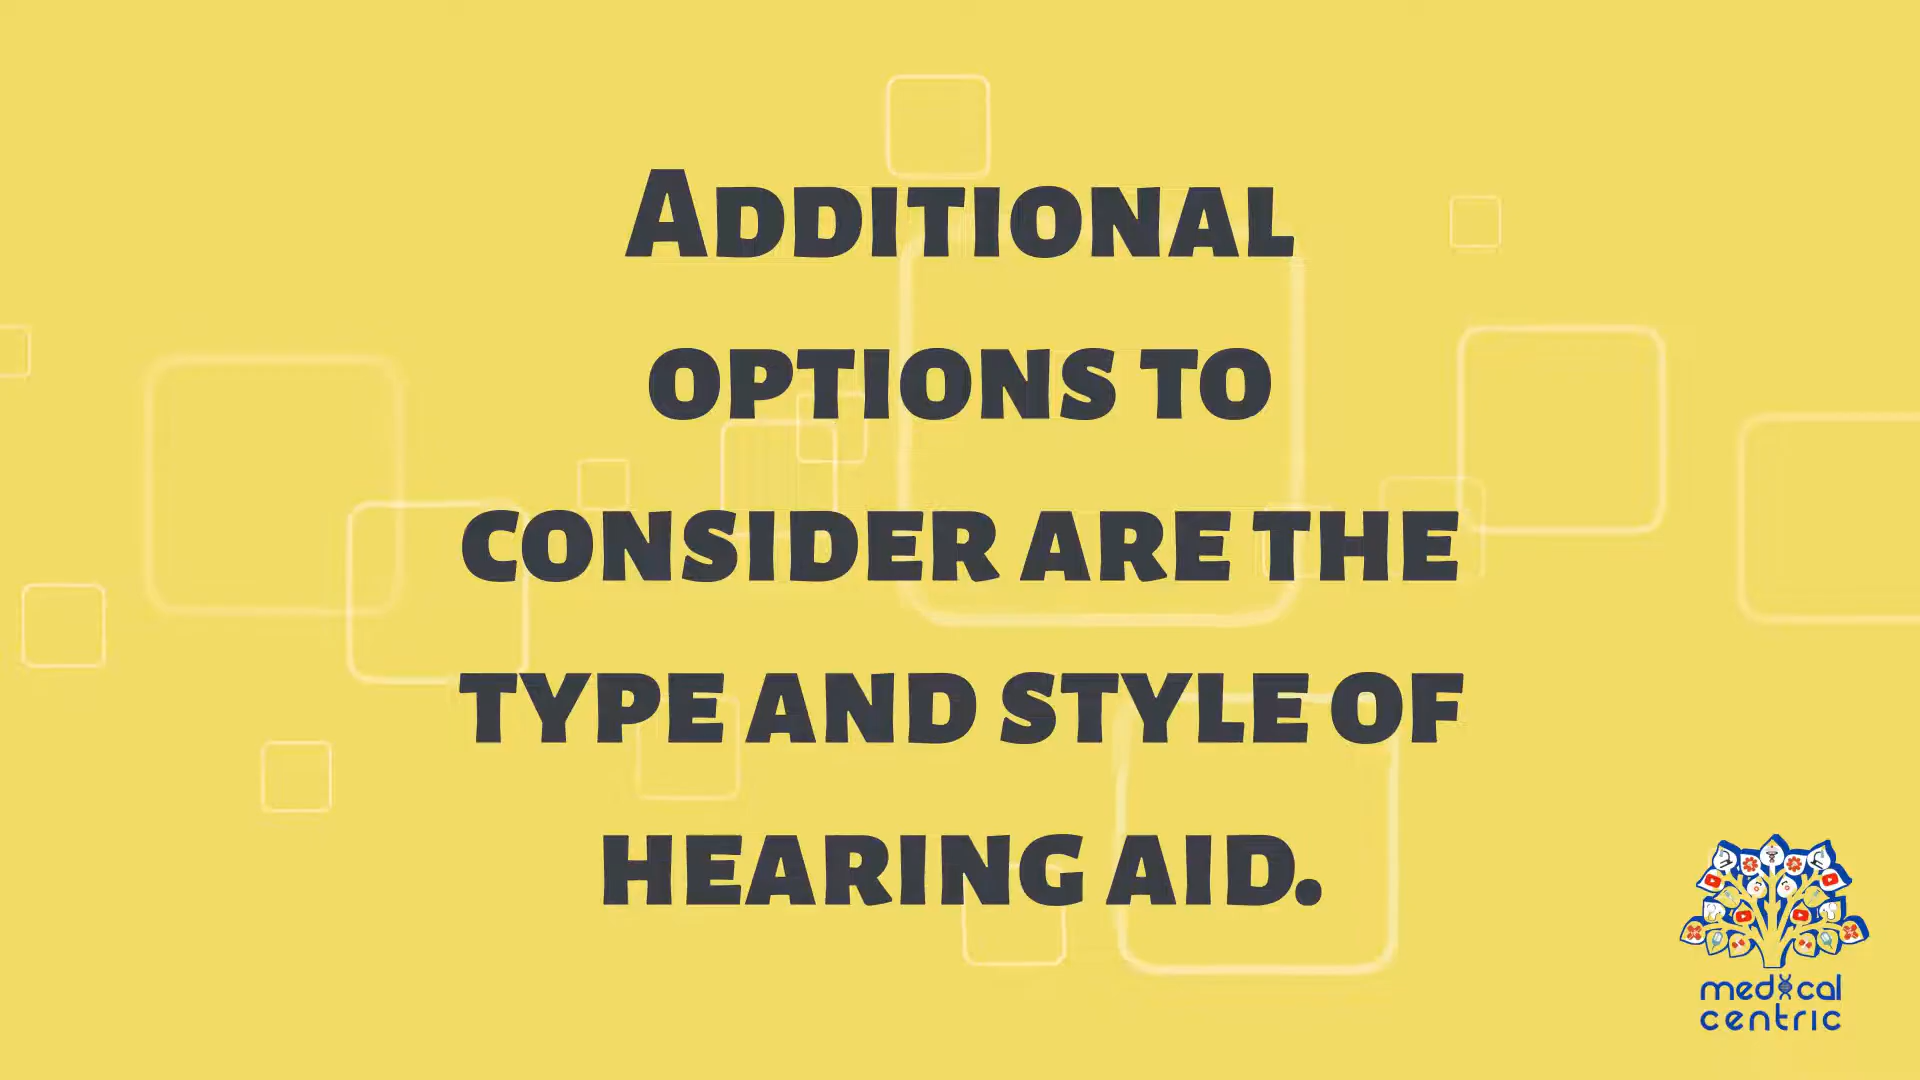 Additional
options to
consider are the
type and style of
hearing aid.
medical
centric